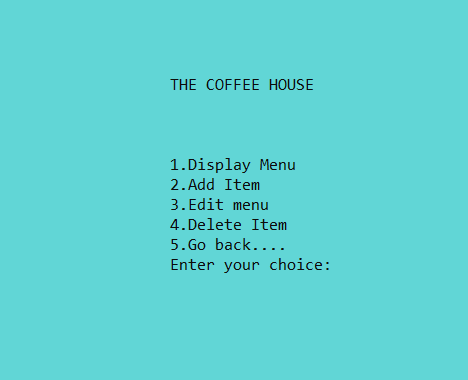 THE COFFEE HOUSE
1.Display Menu
2.Add Item
3.Edit menu
4.Delete Item
5.Go back....
Enter your choice: